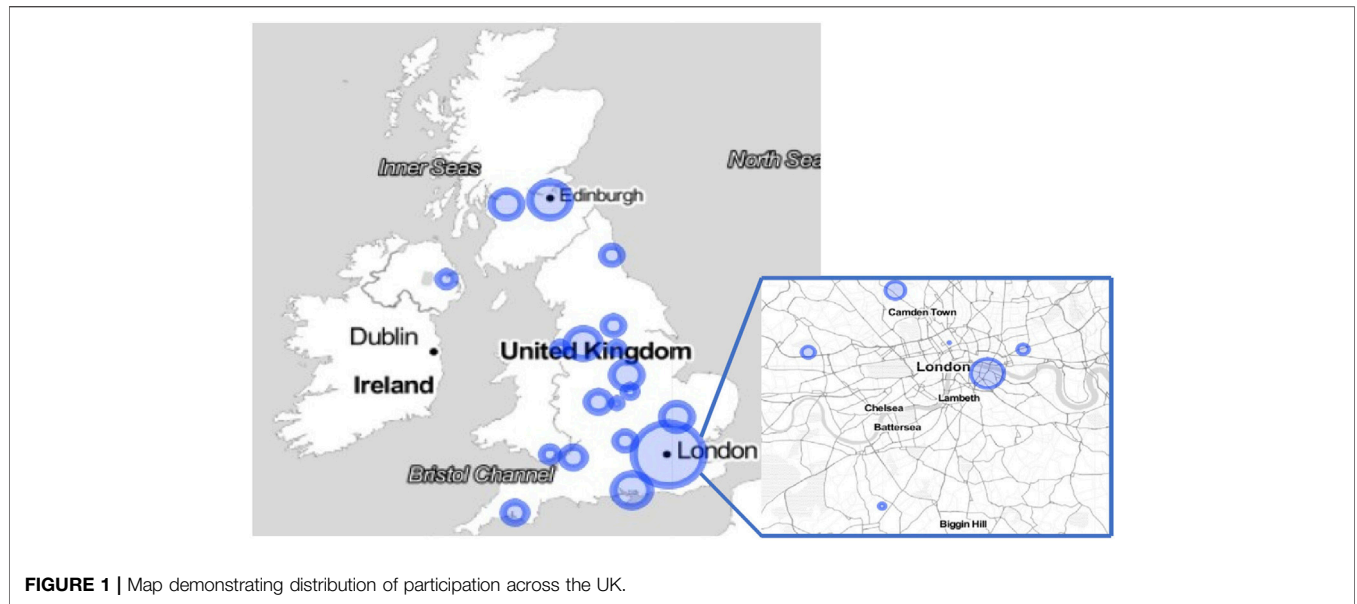 Inner Seas
North Sea
Edinburgh
Dublin
United Kingdom
Ireland
London
Bristol Channel
Camden Town
London
Lambeth
Chelsea
Battersea
Biggin Hill
FIGURE 1 | Map demonstrating distribution of participation across the UK.